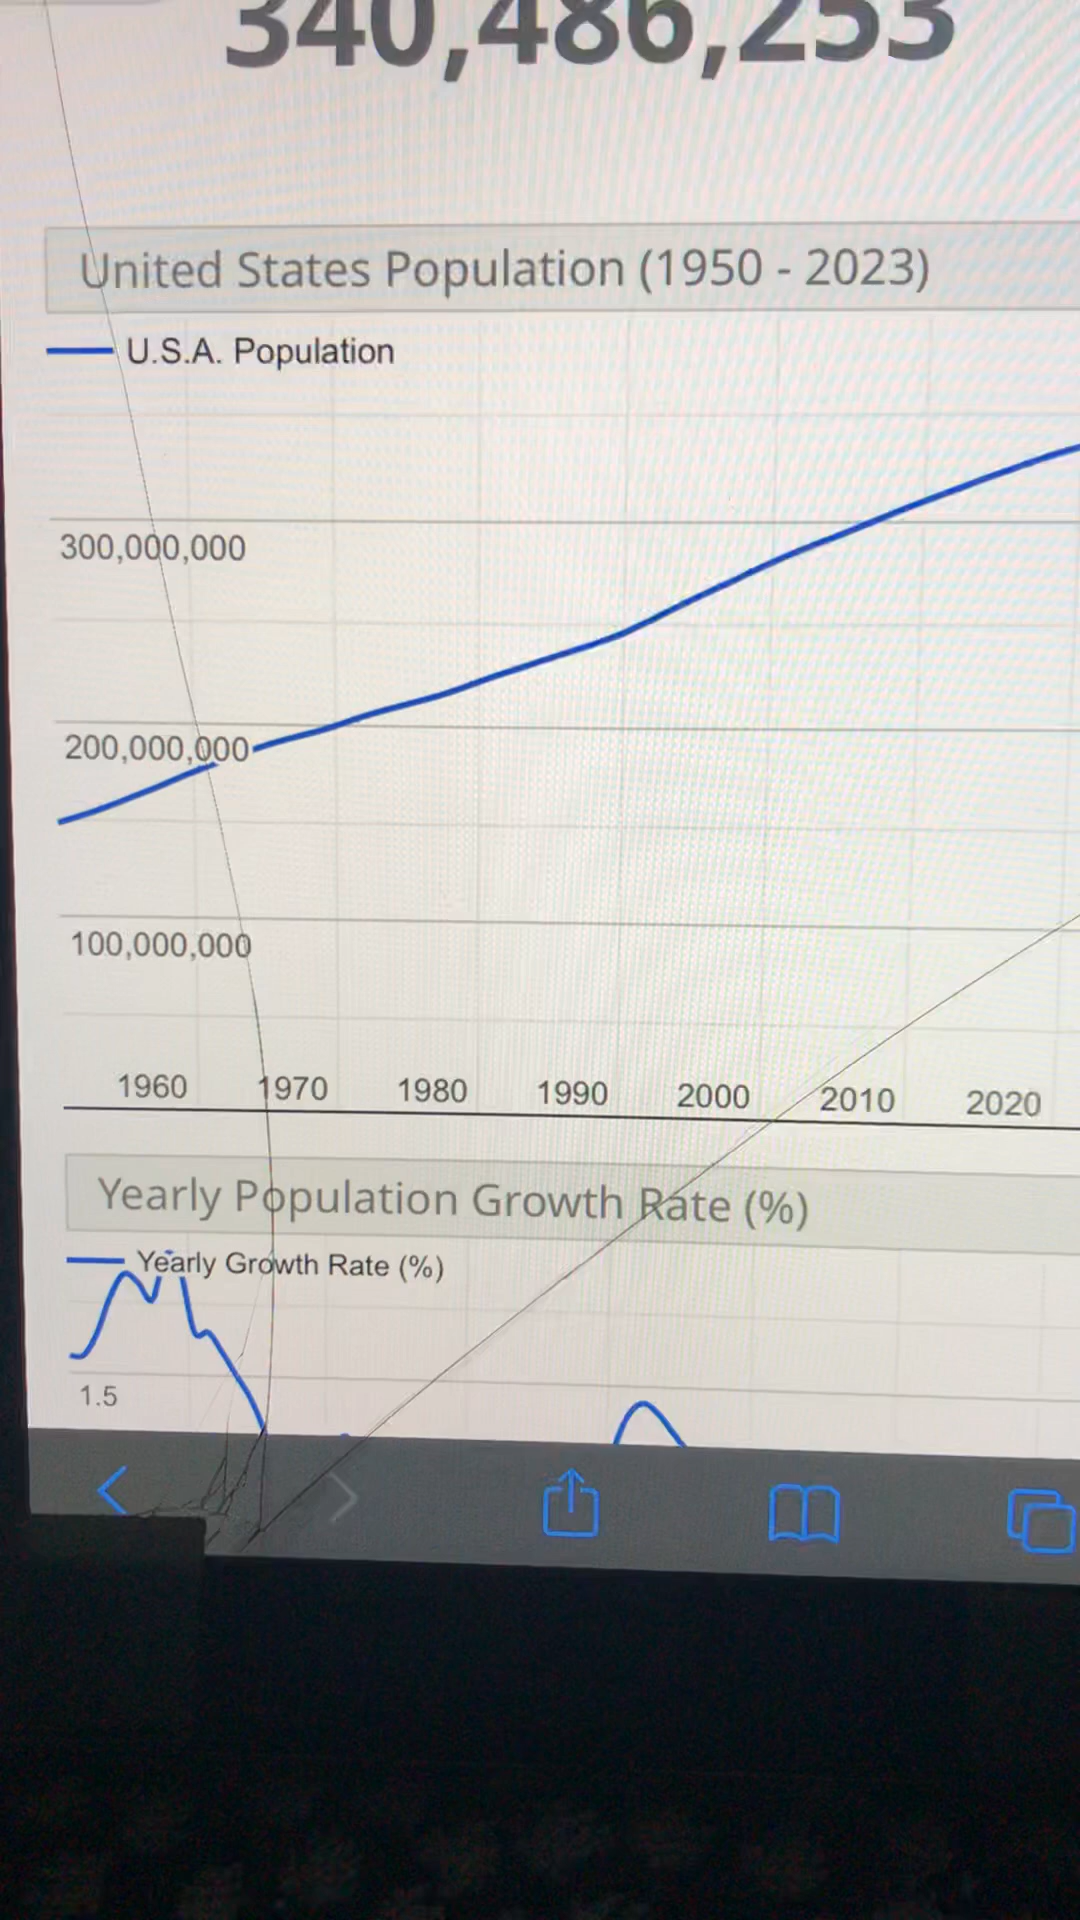 340,486,253
United States Population (1950 - 2023)
U.S.A. Population
300,000,000
200,000,000
100,000,000
1960 1970 1980 1990 2000 2010 2020
Yearly Population Growth Rate (%)
Yearly Growth Rate (%)
1.5